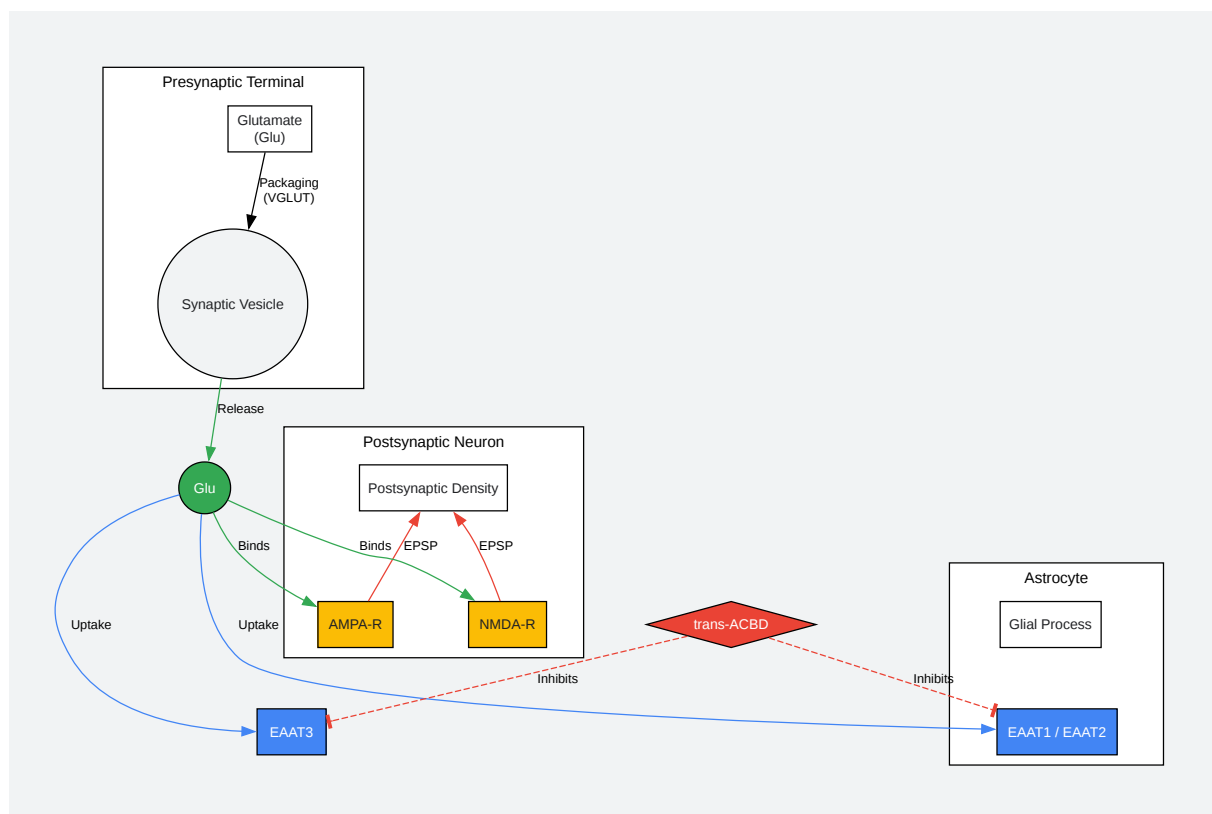 Presynaptic Terminal
Glutamate
(Glu)
Packaging
(VGLUT)
Synaptic Vesicle
Release
Postsynaptic Neuron
Glu
Postsynaptic Density
Binds
Binds
EPSP
EPSP
Astrocyte
Uptake
Uptake
AMPA-R
NMDA-R
trans-ACBD
Glial Process
Inhibits
Inhibits
EAAT3
EAAT1 / EAAT2